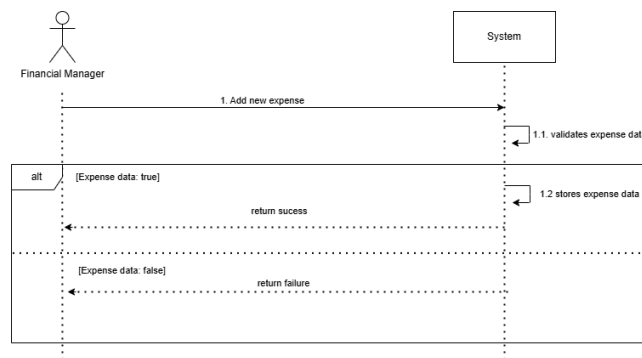 System
Financial Manager
1. Add new expense
1.1. validates expense dat
alt
[Expense data: true]
1.2 stores expense data
return sucess
[Expense data: false]
return failure